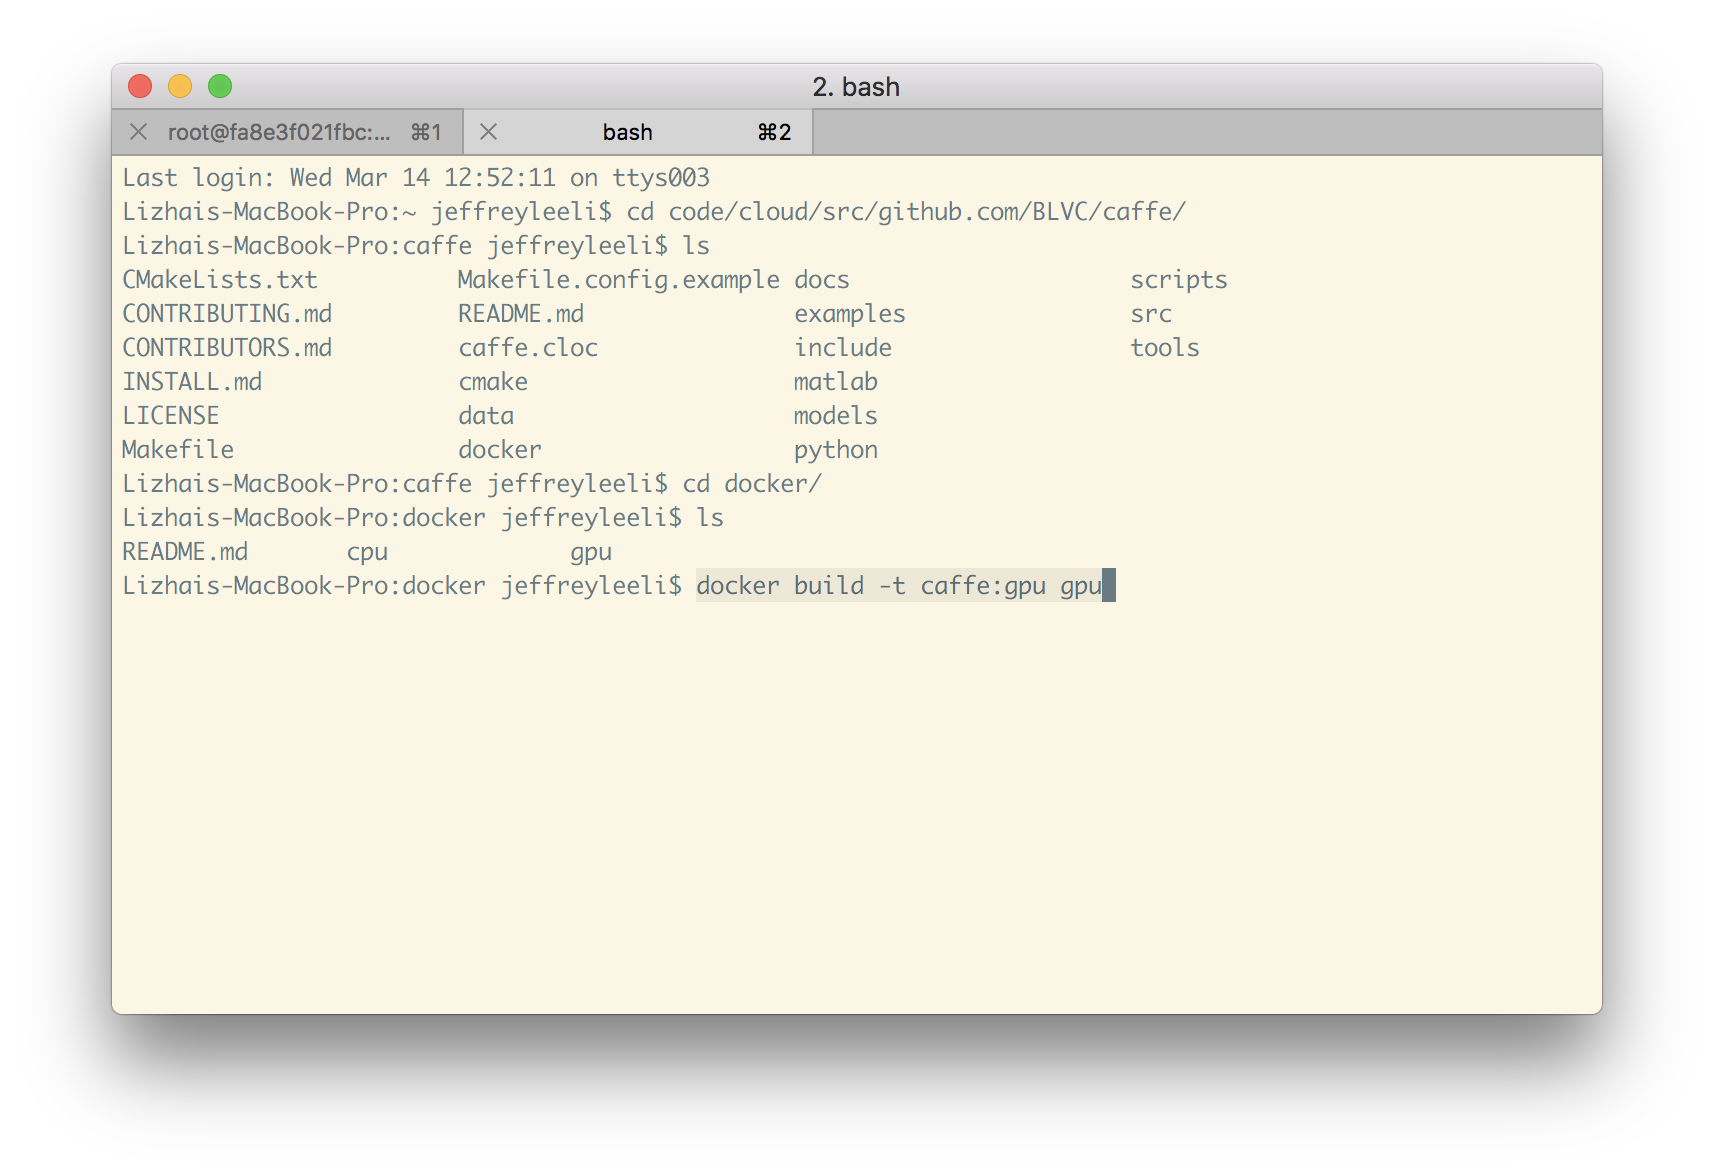 2. bash
root@fa8e3f021fbc:... ⌘1 bash ⌘2
Last login: Wed Mar 14 12:52:11 on ttys003
Lizhais-MacBook-Pro:~ jeffreyleeli$ cd code/cloud/src/github.com/BLVC/caffe/
Lizhais-MacBook-Pro:caffe jeffreyleeli$ ls
CMakeLists.txt Makefile.config.example docs scripts
CONTRIBUTING.md README.md examples src
CONTRIBUTORS.md caffe.cloc include tools
INSTALL.md cmake matlab
LICENSE data models
Makefile docker python
Lizhais-MacBook-Pro:caffe jeffreyleeli$ cd docker/
Lizhais-MacBook-Pro:docker jeffreyleeli$ ls
README.md cpu gpu
Lizhais-MacBook-Pro:docker jeffreyleeli$ docker build -t caffe:gpu gpu